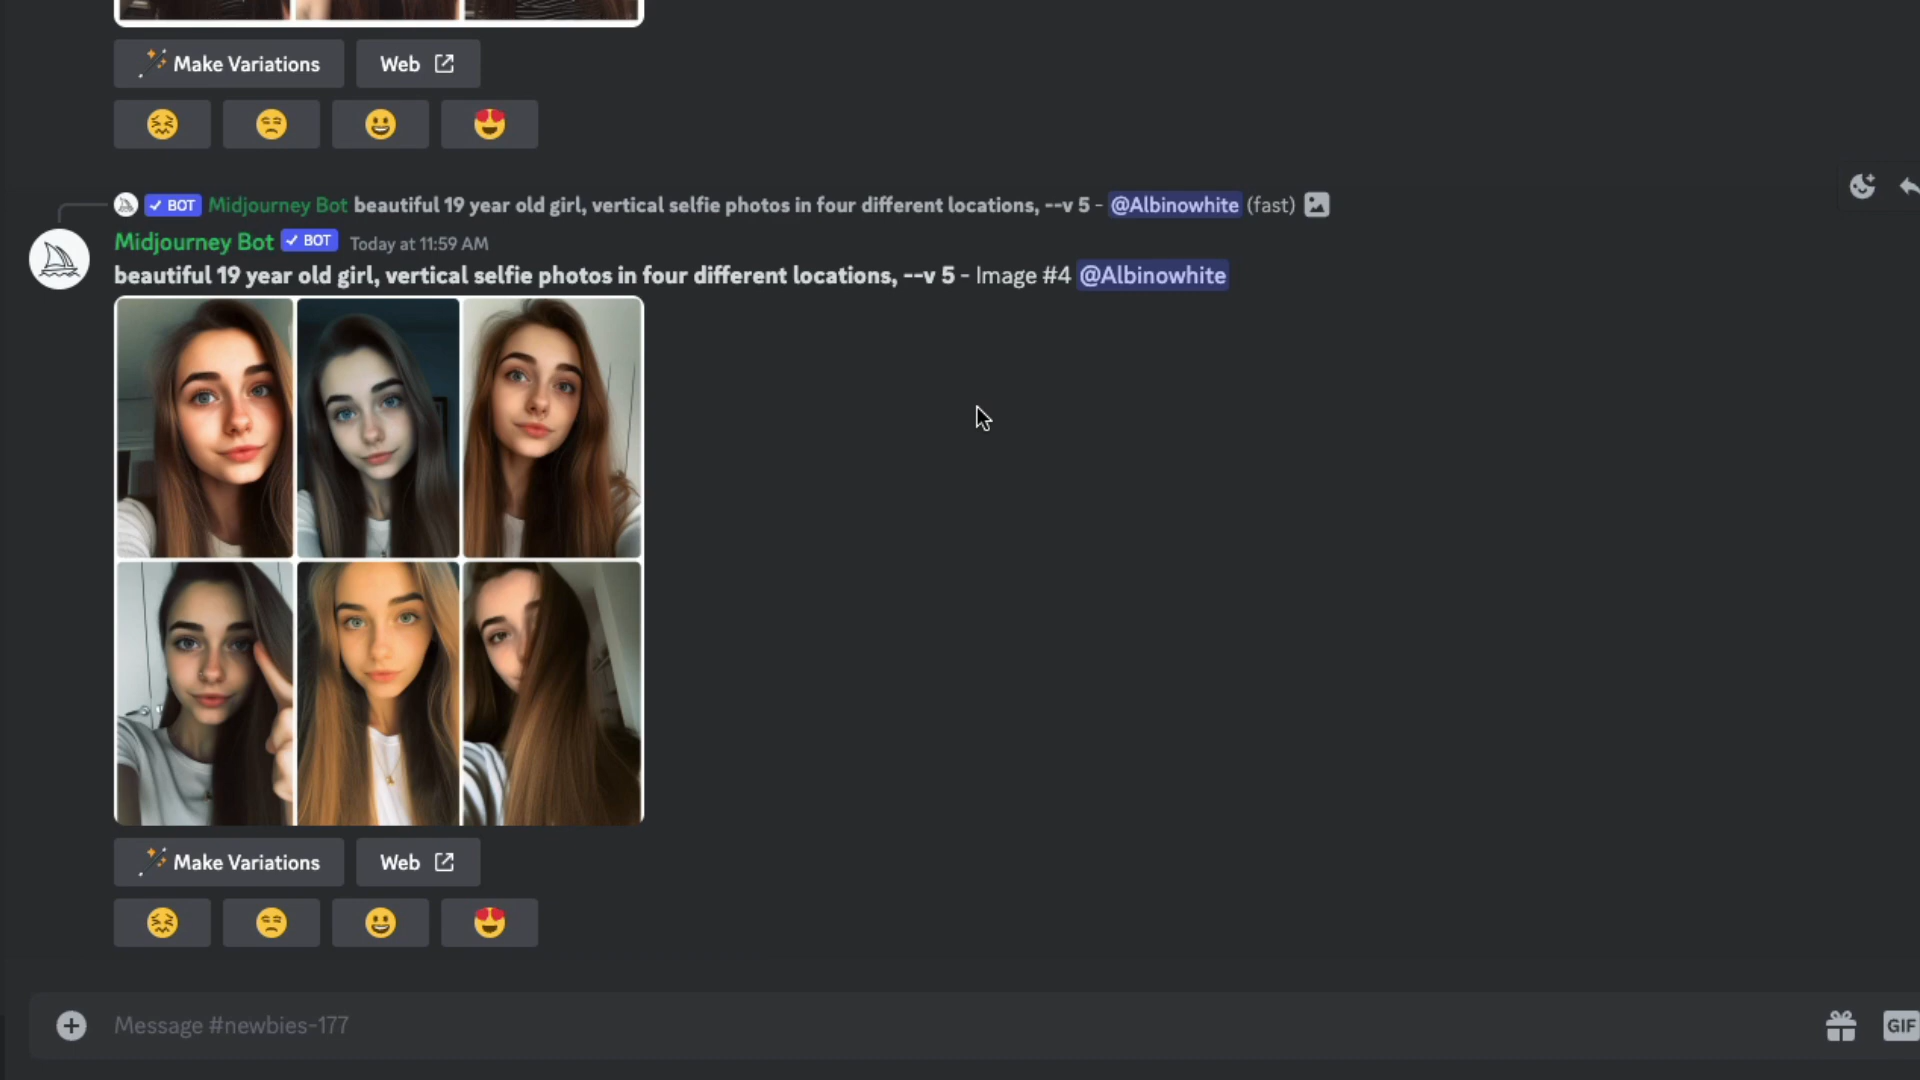 Make Variations Web
BOT Midjourney Bot beautiful 19 year old girl, vertical selfie photos in four different locations, --v 5 - @Albinowhite (fast)
Midjourney Bot BOT Today at 11:59 AM
beautiful 19 year old girl, vertical selfie photos in four different locations, --v 5 - Image #4 @Albinowhite
Make Variations Web
Message #newbies-177 GIF